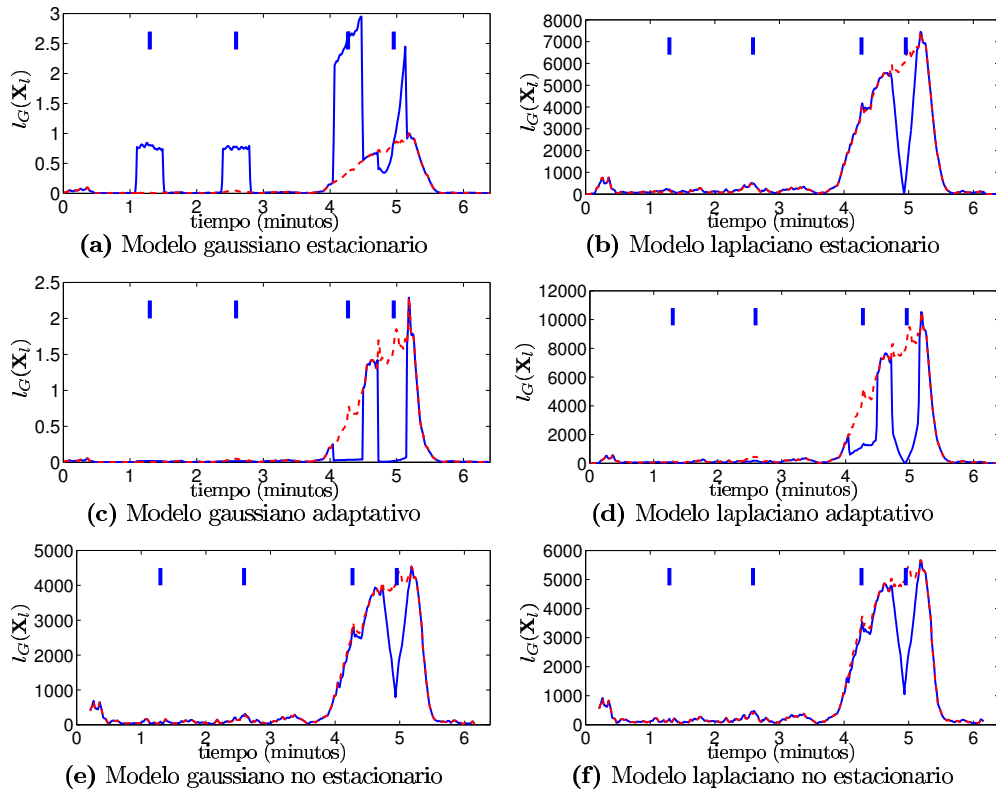 3
2.5
2
1.5
1
0.5
0
l_G(X_l)
0 1 2 3 4 5 6
tiempo (minutos)
(a) Modelo gaussiano estacionario
8000
7000
6000
5000
4000
3000
2000
1000
0
l_G(X_l)
0 1 2 3 4 5 6
tiempo (minutos)
(b) Modelo laplaciano estacionario
2.5
2
1.5
1
0.5
0
l_G(X_l)
0 1 2 3 4 5 6
tiempo (minutos)
(c) Modelo gaussiano adaptativo
12000
10000
8000
6000
4000
2000
0
l_G(X_l)
0 1 2 3 4 5 6
tiempo (minutos)
(d) Modelo laplaciano adaptativo
5000
4000
3000
2000
1000
0
l_G(X_l)
0 1 2 3 4 5 6
tiempo (minutos)
(e) Modelo gaussiano no estacionario
6000
5000
4000
3000
2000
1000
0
l_G(X_l)
0 1 2 3 4 5 6
tiempo (minutos)
(f) Modelo laplaciano no estacionario